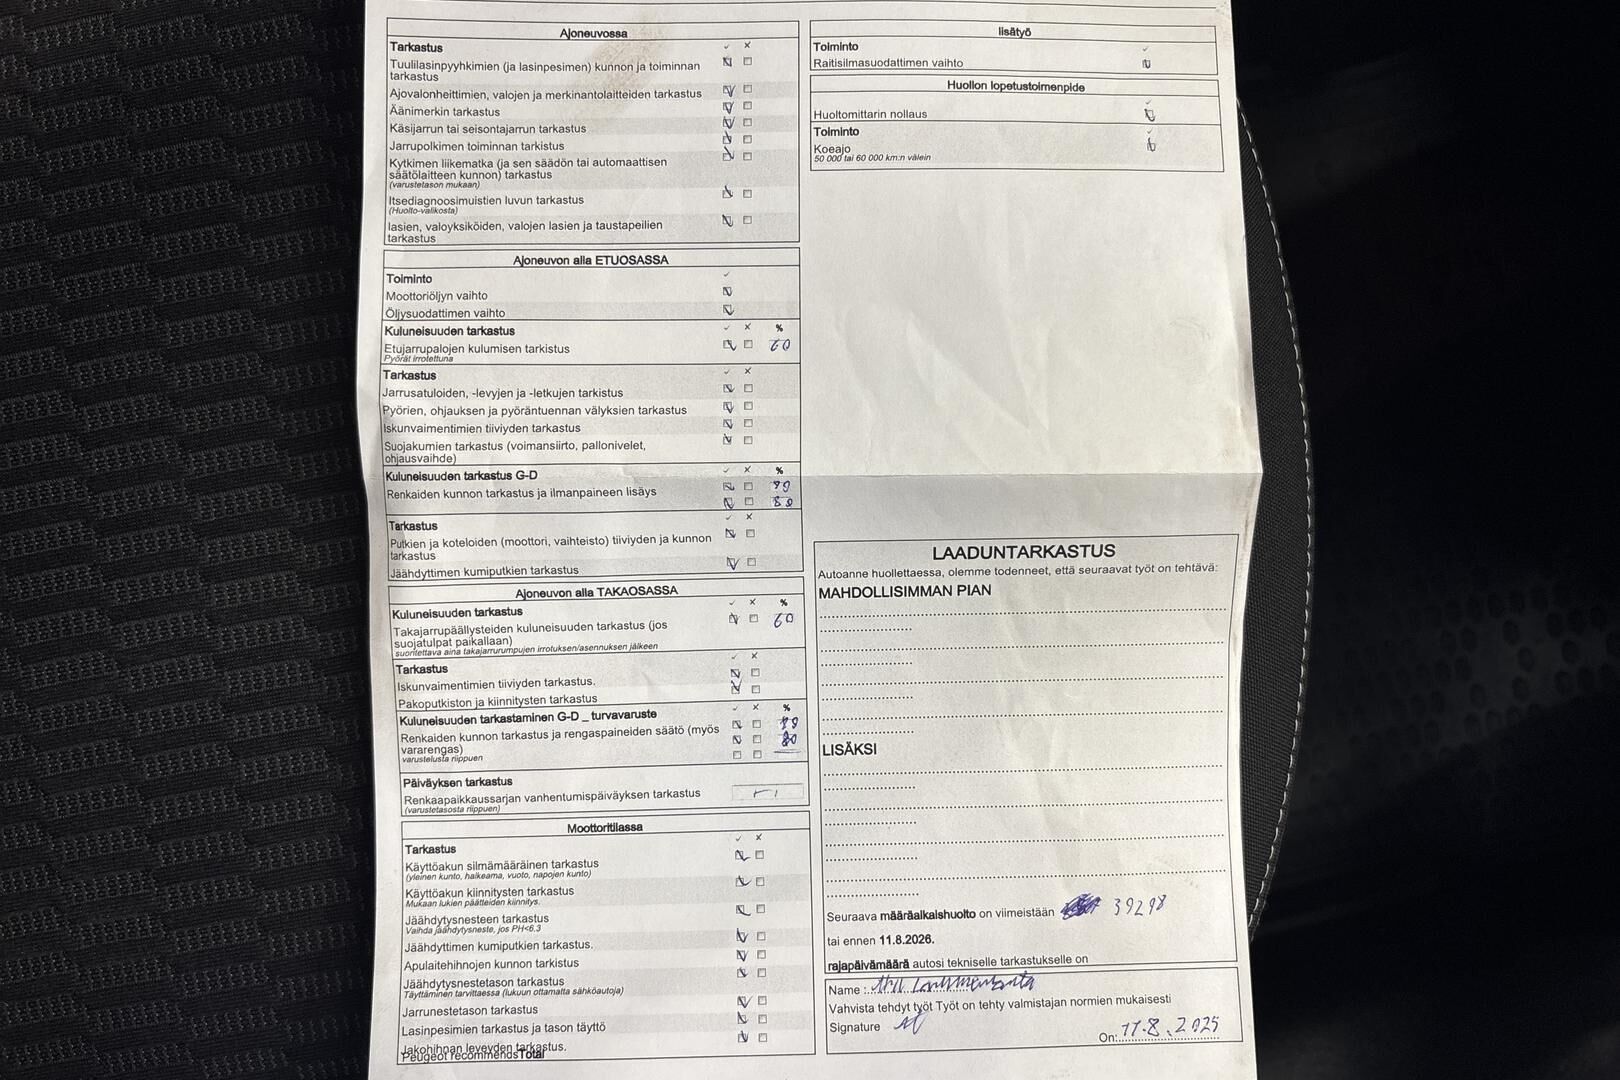 Ajoneuvossa
Tarkastus
Tuulilasinpyyhkimien (ja lasinpesimen) kunnon ja toiminnan
tarkastus
Ajovalonheittimien, valojen ja merkinantolaitteiden tarkastus
Äänimerkin tarkastus
Käsijarrun tai seisontajarrun tarkastus
Jarrupolkimen toiminnan tarkistus
Kytkimen liikematka (ja sen säädön tai automaattisen
säätölaitteen kunnon) tarkastus
(varustetason mukaan)
Itsediagnoosimuistien luvun tarkastus
(Huolto-valikosta)
lasien, valoyksiköiden, valojen lasien ja taustapeilien
tarkastus
Ajoneuvon alla ETUOSASSA
Toiminto
Moottoriöljyn vaihto
Öljysuodattimen vaihto
Kuluneisuuden tarkastus %
Etujarrupalojen kulumisen tarkistus 60
Pyörät irrotettuna
Tarkastus
Jarrusatuloiden, -levyjen ja -letkujen tarkistus
Pyörien, ohjauksen ja pyöräntuennan välyksien tarkastus
Iskunvaimentimien tiiviyden tarkastus
Suojakumien tarkastus (voimansiirto, pallonivelet,
ohjausvaihde)
Kuluneisuuden tarkastus G-D %
Renkaiden kunnon tarkastus ja ilmanpaineen lisäys
Tarkastus
Putkien ja koteloiden (moottori, vaihteisto) tiiviyden ja kunnon
tarkastus
Jäähdyttimen kumiputkien tarkastus
Ajoneuvon alla TAKAOSASSA
Kuluneisuuden tarkastus %
Takajarrupäällysteiden kuluneisuuden tarkastus (jos 60
suojatulpat paikallaan)
suoritettava aina takajarrurumpujen irrotuksen/asennuksen jälkeen
Tarkastus
Iskunvaimentimien tiiviyden tarkastus.
Pakoputkiston ja kiinnitysten tarkastus
Kuluneisuuden tarkastaminen G-D _ turvavaruste %
Renkaiden kunnon tarkastus ja rengaspaineiden säätö (myös
vararengas) 80
varustelusta riippuen
Päiväyksen tarkastus
Renkaapaikkaussarjan vanhentumispäiväyksen tarkastus
(varustetasosta riippuen)
Moottoritilassa
Tarkastus
Käyttöakun silmämääräinen tarkastus
(yleinen kunto, halkeama, vuoto, napojen kunto)
Käyttöakun kiinnitysten tarkastus
Mukaan lukien päätteiden kiinnitys.
Jäähdytysnesteen tarkastus
Vaihda jäähdytysneste, jos PH<6.3
Jäähdyttimen kumiputkien tarkastus.
Apulaitehihnojen kunnon tarkistus
Jäähdytysnestetason tarkastus
Täyttäminen tarvittaessa (lukuun ottamatta sähköautoja)
Jarrunestetason tarkastus
Lasinpesimien tarkastus ja tason täyttö
Jakohihnan leveyden tarkastus.
Peugeot recommends Total
lisätyö
Toiminto
Raitisilmasuodattimen vaihto
Huollon lopetustoimenpide
Huoltomittarin nollaus
Toiminto
Koeajo
50 000 tai 60 000 km:n välein
LAADUNTARKASTUS
Autoanne huollettaessa, olemme todenneet, että seuraavat työt on tehtävä:
MAHDOLLISIMMAN PIAN
LISÄKSI
Seuraava määräaikaishuolto on viimeistään 39298
tai ennen 11.8.2026.
rajapäivämäärä autosi tekniselle tarkastukselle on
Name :
Vahvista tehdyt työt Työt on tehty valmistajan normien mukaisesti
Signature
On: 11.8.2025